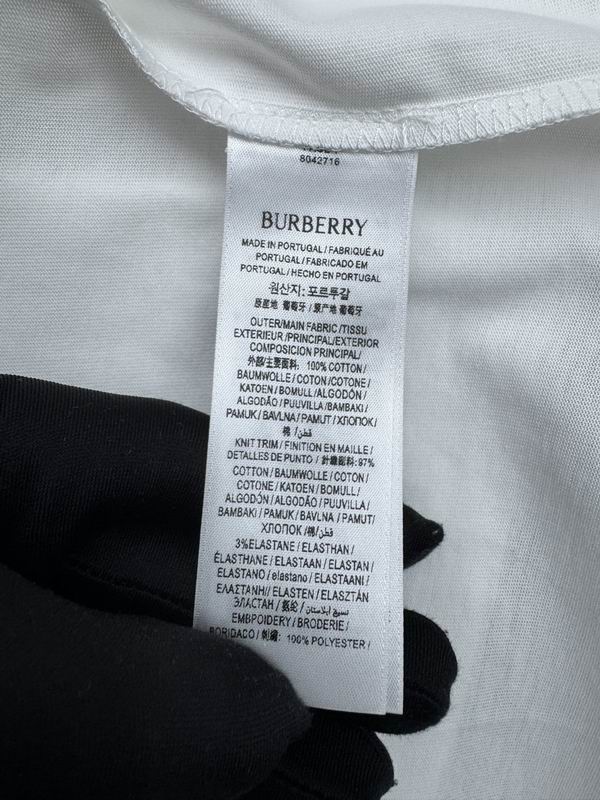 8042716
BURBERRY
MADE IN PORTUGAL / FABRIQUÉ AU
PORTUGAL / FABRICADO EM
PORTUGAL / HECHO EN PORTUGAL
원산지: 포르투갈
原産地 葡萄牙 / 原产地 葡萄牙
OUTER/MAIN FABRIC /TISSU
EXTERIEUR /PRINCIPAL/EXTERIOR
COMPOSICION PRINCIPAL/
外部/主要面料: 100% COTTON /
BAUMWOLLE / COTON /COTONE /
KATOEN / BOMULL /ALGODÓN /
ALGODÃO / PUUVILLA /BAMBAKI /
PAMUK / BAVLNA / PAMUT / ХЛОПОК /
棉 / قطن
KNIT TRIM / FINITION EN MAILLE /
DETALLES DE PUNTO / 針織面料: 97%
COTTON / BAUMWOLLE / COTON /
COTONE / KATOEN / BOMULL /
ALGODÓN / ALGODÃO / PUUVILLA /
BAMBAKI / PAMUK / BAVLNA / PAMUT/
ХЛОПОК /棉/ قطن
3%ELASTANE / ELASTHAN /
ÉLASTHANE / ELASTAAN / ELASTAN /
ELASTANO / elastano / ELASTAANI /
ΕΛΑΣΤΑΝΗ/ ELASTEN / ELASZTÁN
ЭЛАСТАН / 氨纶 / نسيج ايلاستان /
EMBPOIDERY / BRODERIE /
BORIDADO / 刺繡: 100% POLYESTER /